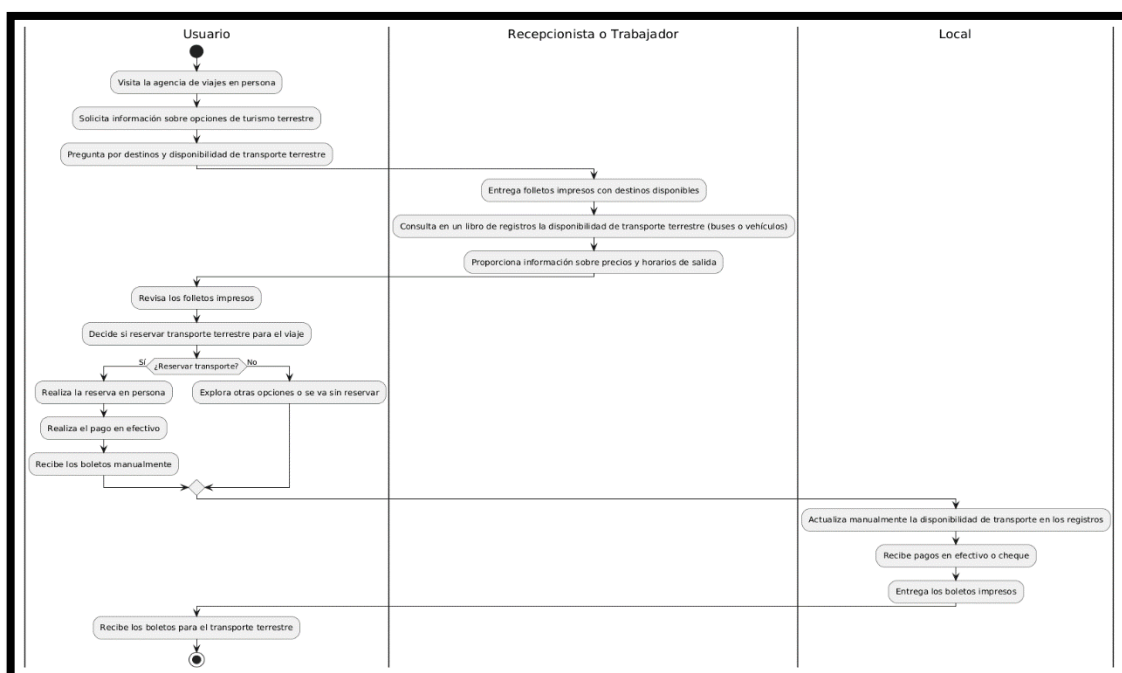 Usuario
Recepcionista o Trabajador
Local
Visita la agencia de viajes en persona
Solicita información sobre opciones de turismo terrestre
Pregunta por destinos y disponibilidad de transporte terrestre
Entrega folletos impresos con destinos disponibles
Consulta en un libro de registros la disponibilidad de transporte terrestre (buses o vehículos)
Proporciona información sobre precios y horarios de salida
Revisa los folletos impresos
Decide si reservar transporte terrestre para el viaje
Sí
¿Reservar transporte?
No
Realiza la reserva en persona
Explora otras opciones o se va sin reservar
Realiza el pago en efectivo
Recibe los boletos manualmente
Actualiza manualmente la disponibilidad de transporte en los registros
Recibe pagos en efectivo o cheque
Entrega los boletos impresos
Recibe los boletos para el transporte terrestre